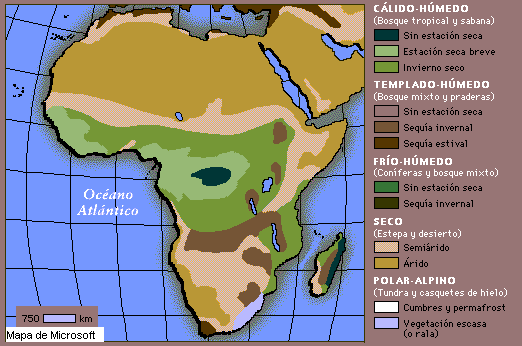 CÁLIDO-HÚMEDO
(Bosque tropical y sabana)
Sin estación seca
Estación seca breve
Invierno seco
TEMPLADO-HÚMEDO
(Bosque mixto y praderas)
Sin estación seca
Sequía invernal
Sequía estival
FRÍO-HÚMEDO
(Coníferas y bosque mixto)
Sin estación seca
Sequía invernal
SECO
(Estepa y desierto)
Semiárido
Árido
POLAR-ALPINO
(Tundra y casquetes de hielo)
Cumbres y permafrost
Vegetación escasa
(o rala)
Océano
Atlántico
750 km
Mapa de Microsoft